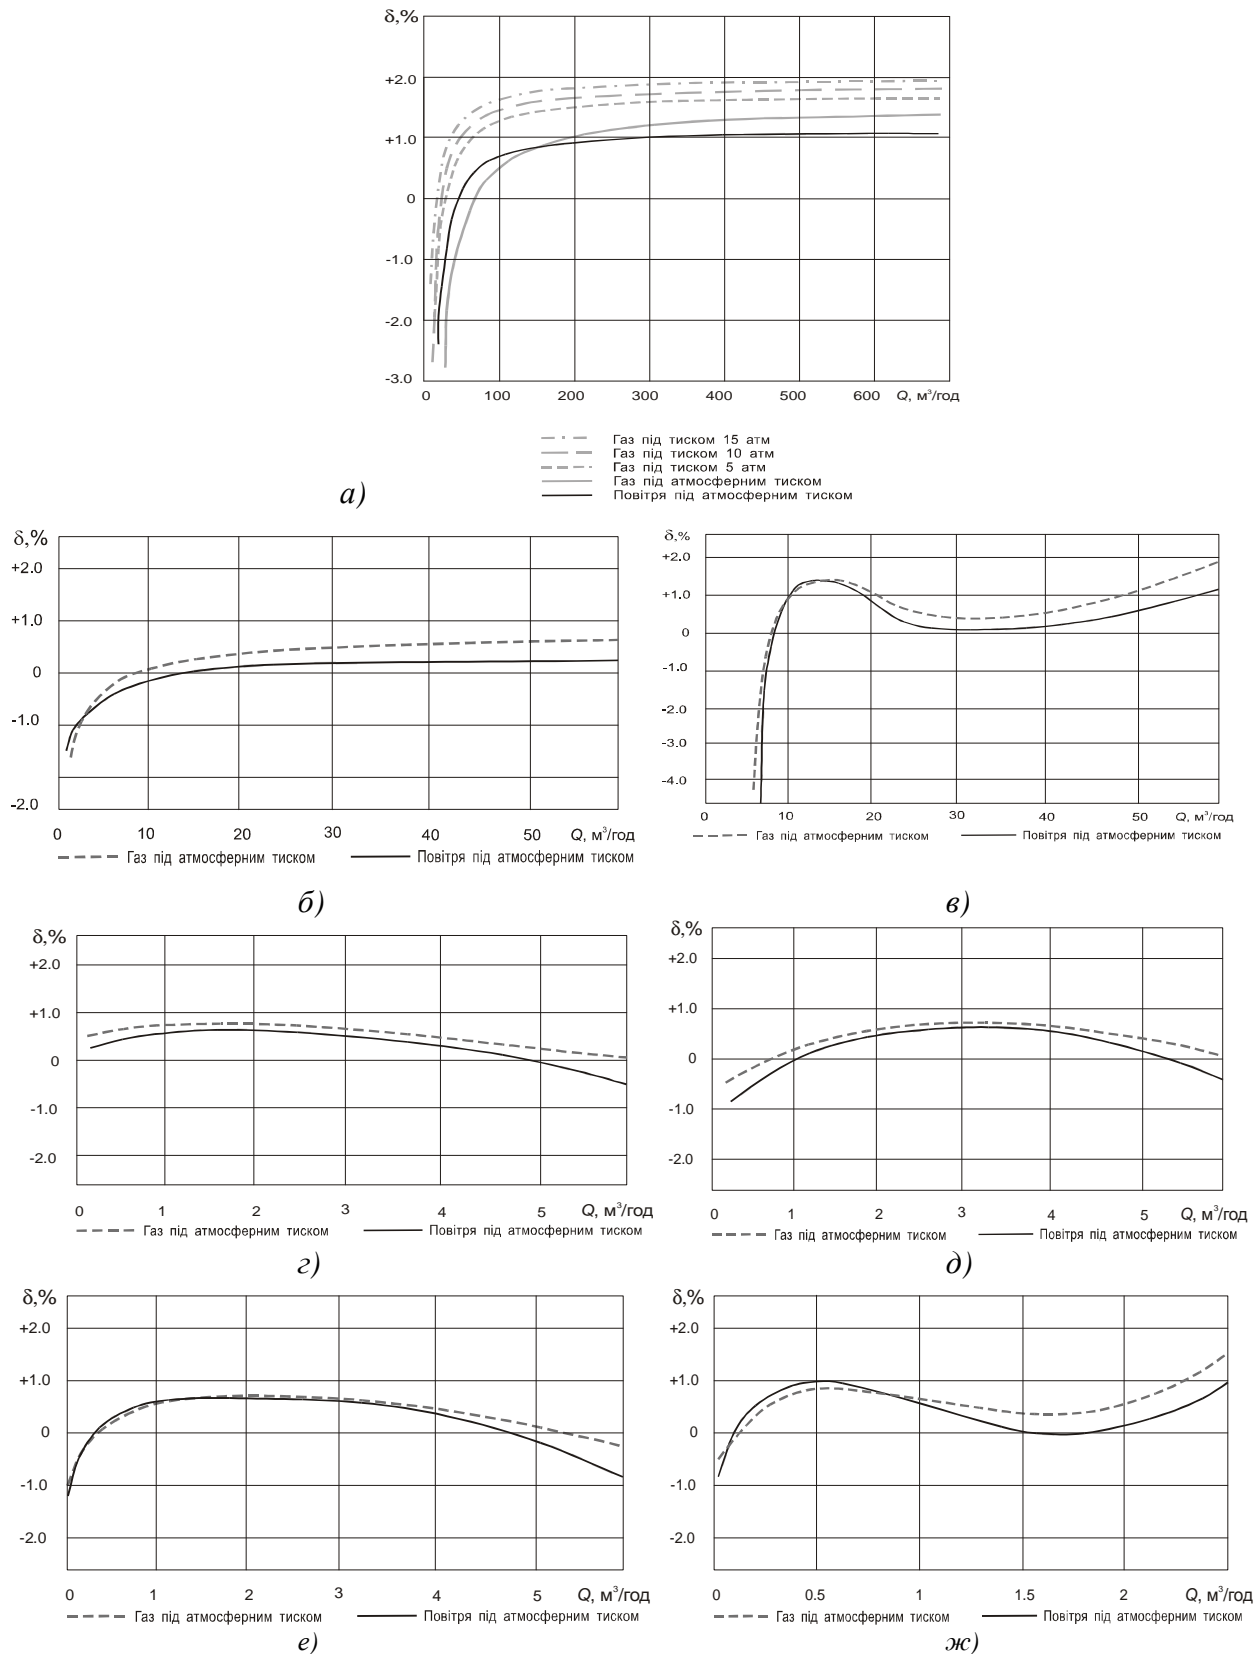 δ,%
+2.0
+1.0
0
-1.0
-2.0
-3.0
0 100 200 300 400 500 600 Q, м³/год
Газ під тиском 15 атм
Газ під тиском 10 атм
Газ під тиском 5 атм
Газ під атмосферним тиском
Повітря під атмосферним тиском
а)
δ,%
+2.0
+1.0
0
-1.0
-2.0
0 10 20 30 40 50 Q, м³/год
Газ під атмосферним тиском Повітря під атмосферним тиском
б)
δ,%
+2.0
+1.0
0
-1.0
-2.0
-3.0
-4.0
0 10 20 30 40 50 Q, м³/год
Газ під атмосферним тиском Повітря під атмосферним тиском
в)
δ,%
+2.0
+1.0
0
-1.0
-2.0
0 1 2 3 4 5 Q, м³/год
Газ під атмосферним тиском Повітря під атмосферним тиском
г)
δ,%
+2.0
+1.0
0
-1.0
-2.0
0 1 2 3 4 5 Q, м³/год
Газ під атмосферним тиском Повітря під атмосферним тиском
д)
δ,%
+2.0
+1.0
0
-1.0
-2.0
0 1 2 3 4 5 Q, м³/год
Газ під атмосферним тиском Повітря під атмосферним тиском
е)
δ,%
+2.0
+1.0
0
-1.0
-2.0
0 0.5 1 1.5 2 Q, м³/год
Газ під атмосферним тиском Повітря під атмосферним тиском
ж)